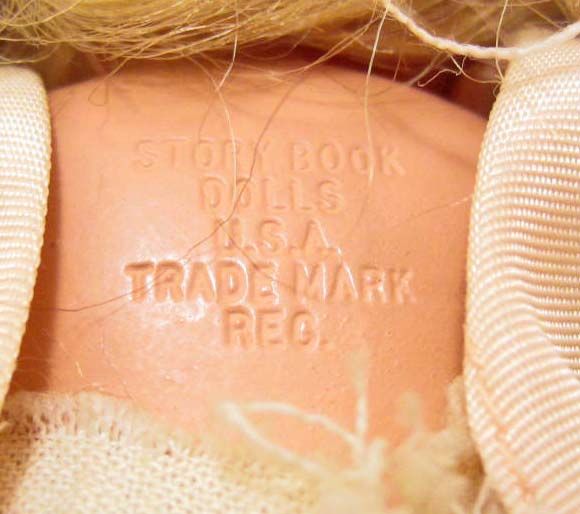 STORY BOOK
DOLLS
U.S.A.
TRADE MARK
REG.